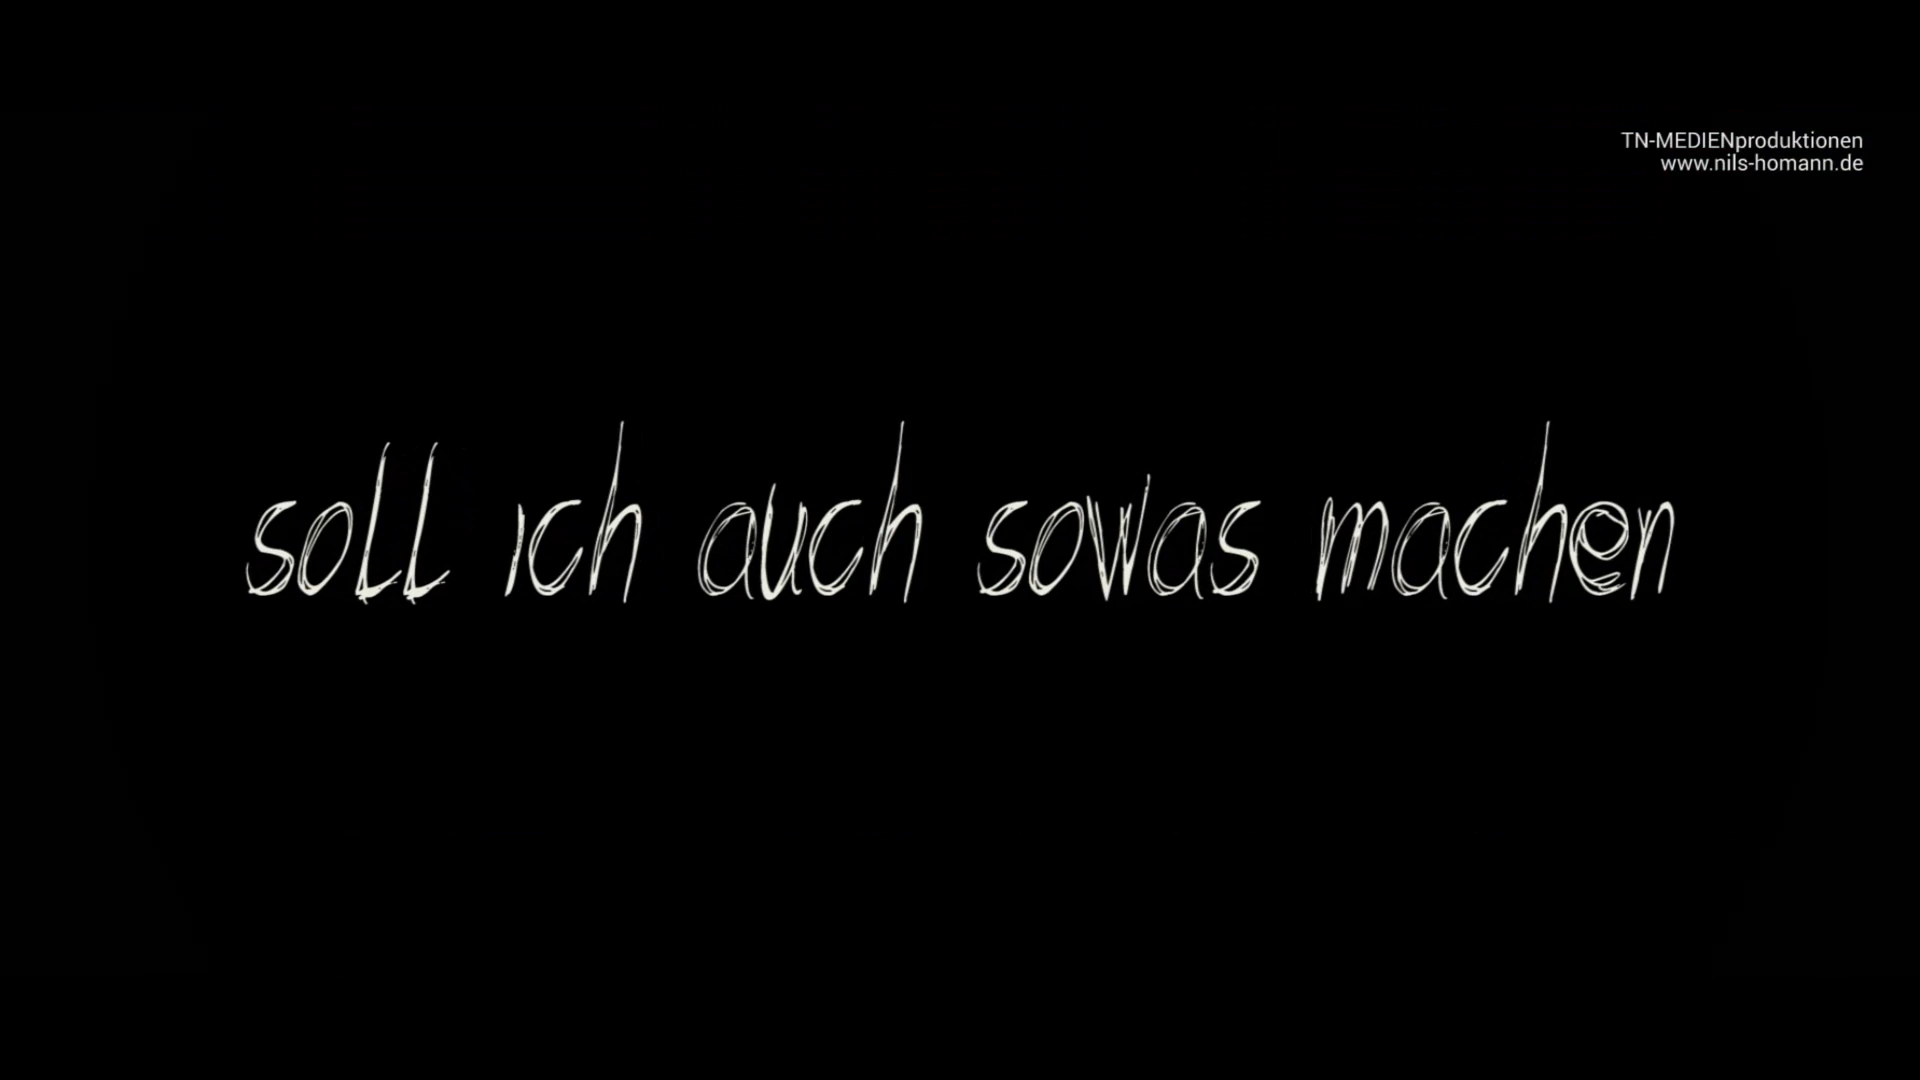 TN-MEDIENproduktionen
www.nils-homann.de
soll ich auch sowas machen